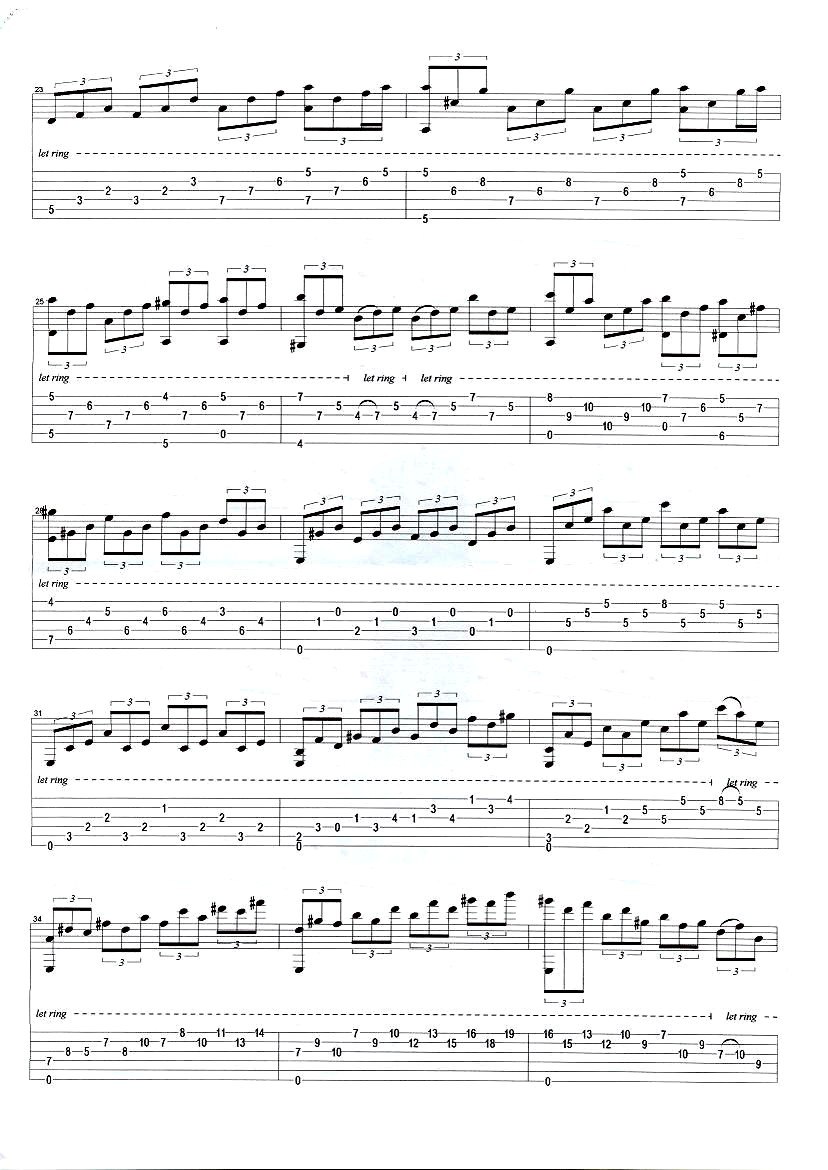 3 3 3
23
3 3 3 3 3
let ring
5 5 5 5 5
3 6 6 8 8 8 8
2 2 7 7 6 6 6 6
3 3 7 7 7 7 7
5
5
3 3 3 3
25
3 3 3 3 3 3 3
let ring let ring let ring
5 4 5 7 7 8 7 5
6 6 6 6 5 5 5 5 10 10 6 7
7 7 7 7 7 7 7 7 9 9 7 5
7 4 4 10
5 0 0 0 6
5 4
3 3 3 3 3
28
3 3 3 3 3 3
let ring
4 5 6 3 5 8 5
4 4 4 4 0 0 0 0 5 5 5 5
6 6 6 6 1 1 1 1 5 5 5 5
2 3
7 0
0 0
3 3 3 3 3 3 3 3
31
3 3 3 3
let ring let ring
1 4 5 5 8 5
1 3 3 1 5 5
2 2 1 4 2 5
2 2 2 2 3 0 3 4 1 2
3 3 3 3 2 3
0 0 0
3 3
34
3 3 3 3 3 3 3 3 3
let ring let ring
8 11 14 7 10 13 16 19 16 13 10 7
7 10 7 10 13 9 9 12 15 18 15 12 9 9
8 5 8 7 10 10 7 10
9
7
0 0 0